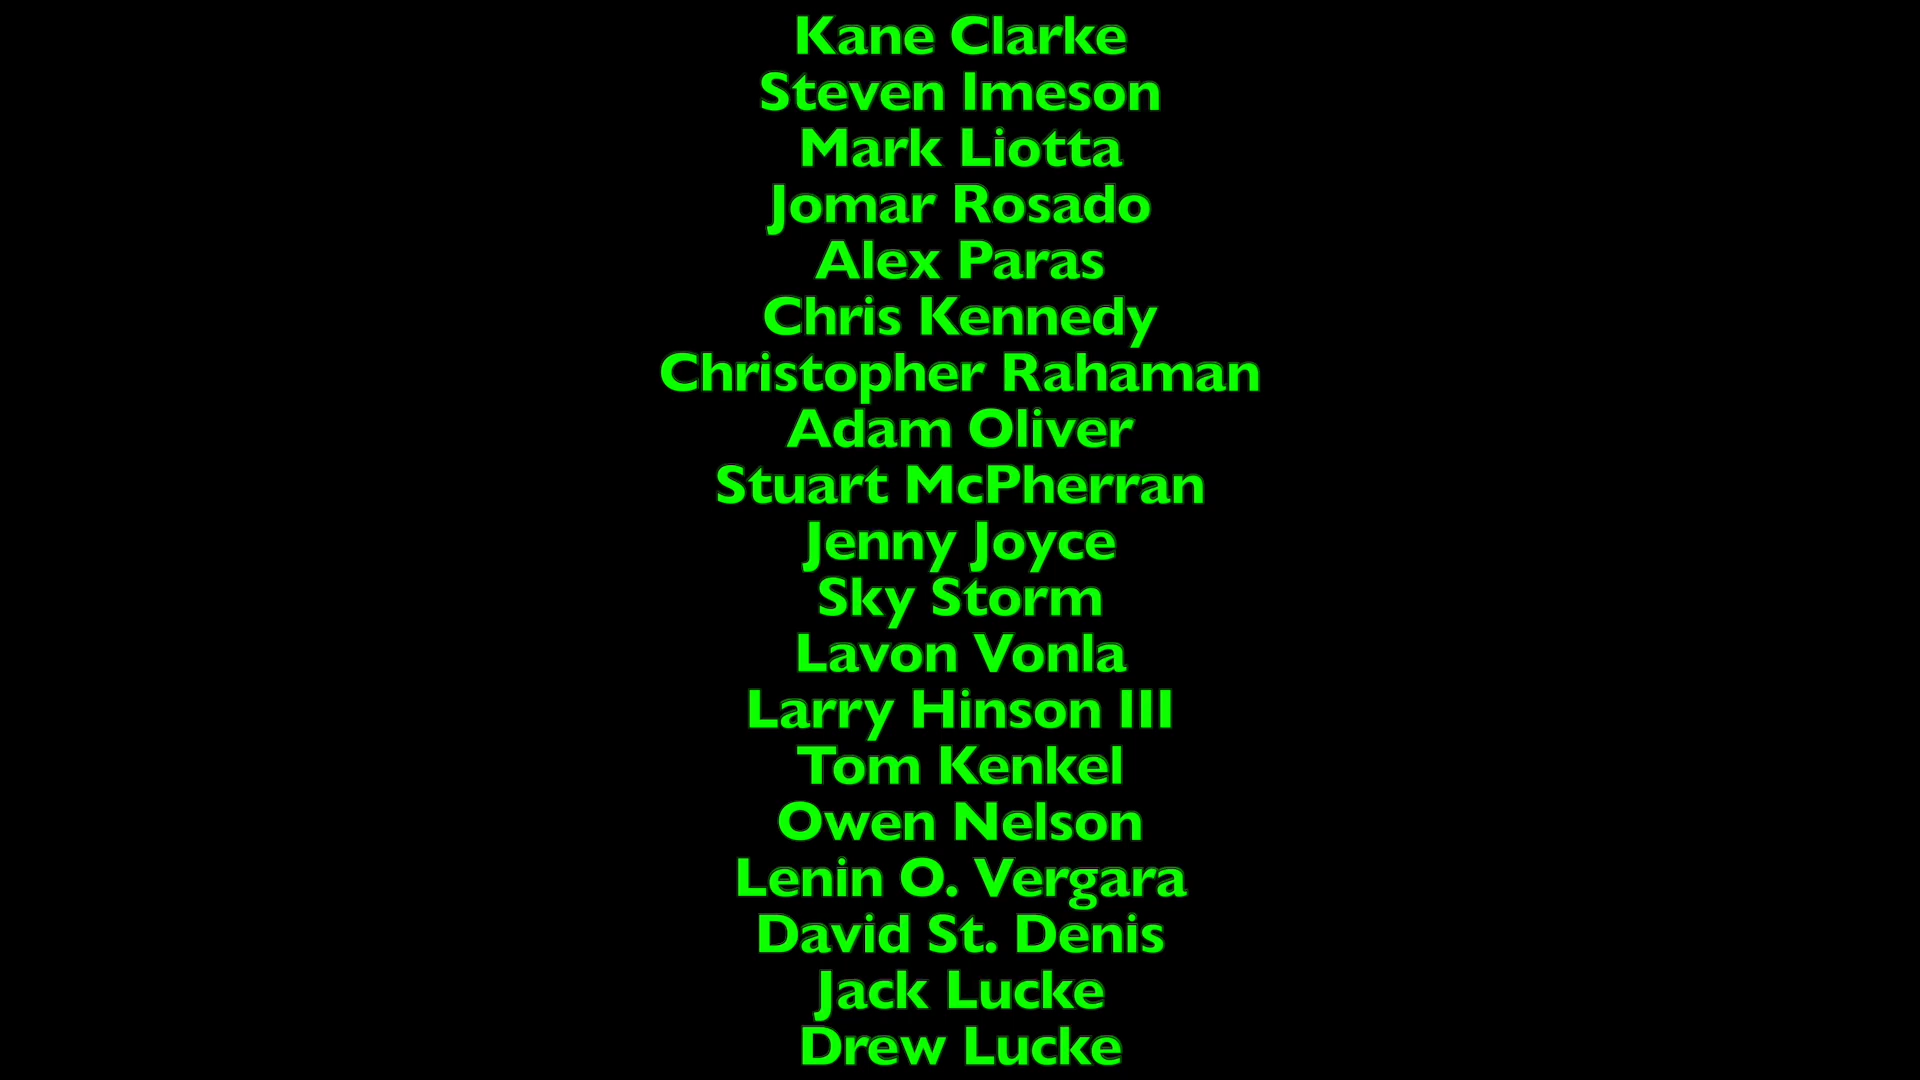 Kane Clarke
Steven Imeson
Mark Liotta
Jomar Rosado
Alex Paras
Chris Kennedy
Christopher Rahaman
Adam Oliver
Stuart McPherran
Jenny Joyce
Sky Storm
Lavon Vonla
Larry Hinson III
Tom Kenkel
Owen Nelson
Lenin O. Vergara
David St. Denis
Jack Lucke
Drew Lucke